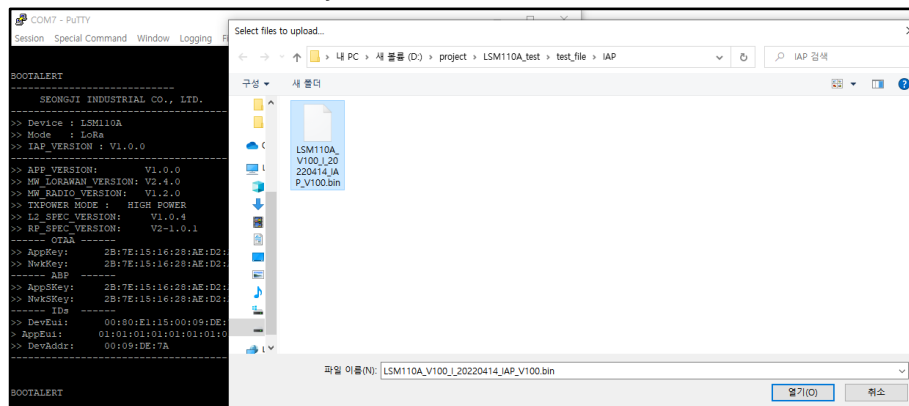 COM7 - PuTTY
Session Special Command Window Logging
BOOTALERT
----------------------------
SEONGJI INDUSTRIAL CO., LTD.
>> Device : LSM110A
>> Mode : LoRa
>> IAP_VERSION : V1.0.0
>> APP_VERSION: V1.0.0
>> MW_LORAWAN_VERSION: V2.4.0
>> MW_RADIO_VERSION: V1.2.0
>> TXPOWER MODE : HIGH POWER
>> L2_SPEC_VERSION: V1.0.4
>> RP_SPEC_VERSION: V2-1.0.1
------ OTAA ------
>> AppKey: 2B:7E:15:16:28:AE:D2:
>> NwkKey: 2B:7E:15:16:28:AE:D2:
------ ABP ------
>> AppSKey: 2B:7E:15:16:28:AE:D2:
>> NwkSKey: 2B:7E:15:16:28:AE:D2:
------ IDs ------
>> DevEui: 00:80:E1:15:00:09:DE:
> AppEui: 01:01:01:01:01:01:01:0
>> DevAddr: 00:09:DE:7A
BOOTALERT
Select files to upload...
내 PC > 새 볼륨 (D:) > project > LSM110A_test > test_file > IAP
IAP 검색
구성 새 폴더
LSM110A_
V100_I_20
220414_IA
P_V100.bin
파일 이름(N): LSM110A_V100_I_20220414_IAP_V100.bin
열기(O) 취소